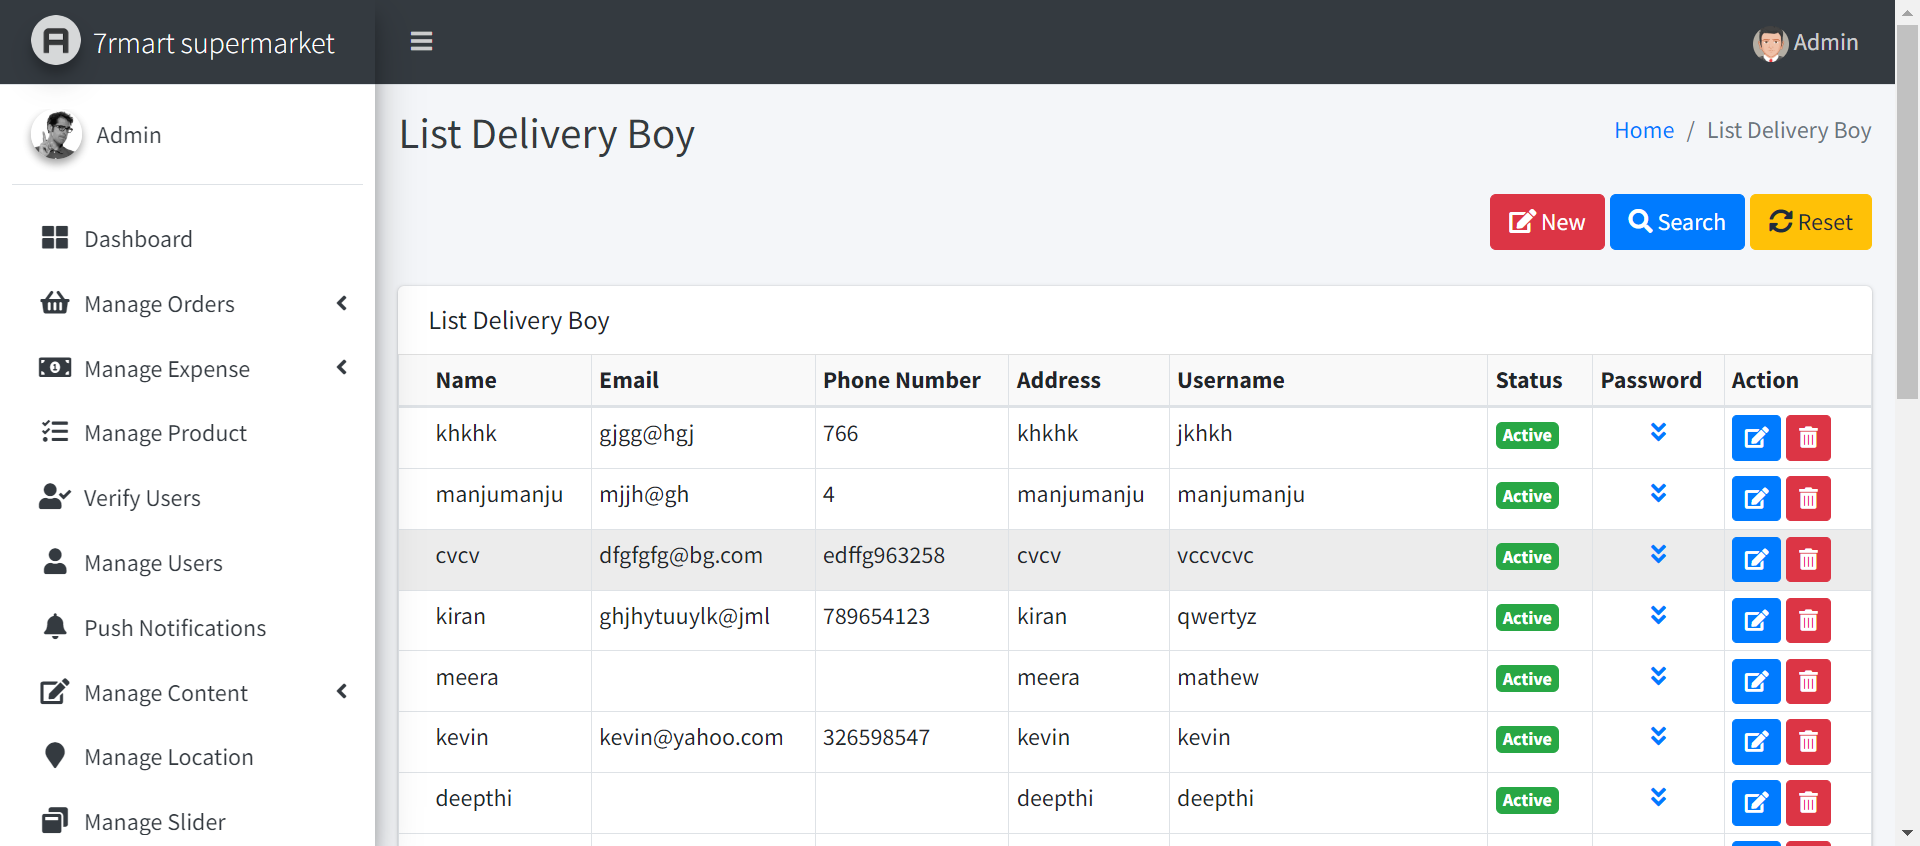 7rmart supermarket
Admin
Admin
Dashboard
Manage Orders
Manage Expense
Manage Product
Verify Users
Manage Users
Push Notifications
Manage Content
Manage Location
Manage Slider
List Delivery Boy
Home / List Delivery Boy
New Search Reset
List Delivery Boy
Name Email Phone Number Address Username Status Password Action
khkhk gjgg@hgj 766 khkhk jkhkh Active
manjumanju mjjh@gh 4 manjumanju manjumanju Active
cvcv dfgfgfg@bg.com edffg963258 cvcv vccvcvc Active
kiran ghjhytuuylk@jml 789654123 kiran qwertyz Active
meera meera mathew Active
kevin kevin@yahoo.com 326598547 kevin kevin Active
deepthi deepthi deepthi Active